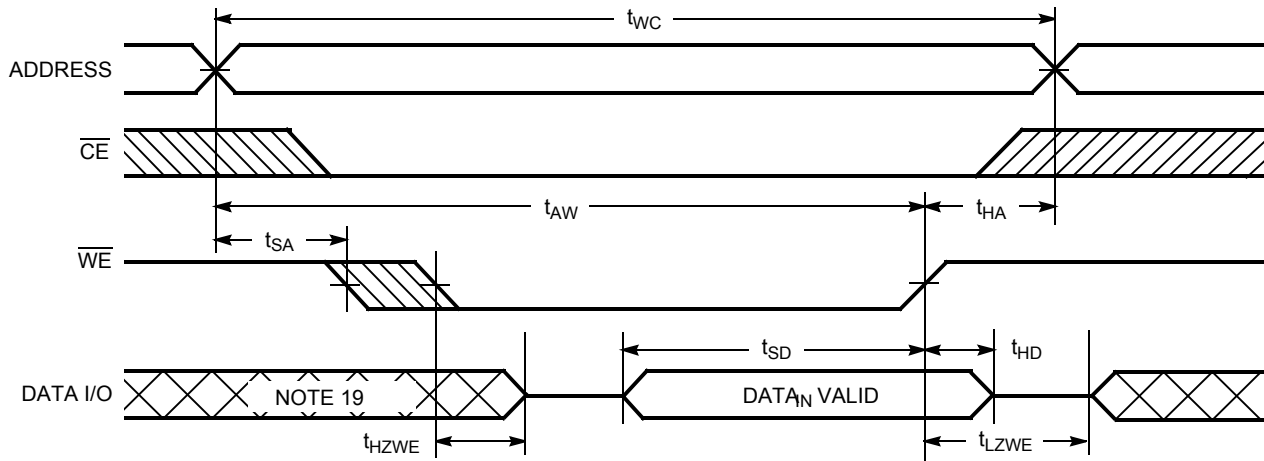 tWC
ADDRESS
CE
tAW
tHA
tSA
WE
tSD
tHD
DATA I/O
NOTE 19
DATAIN VALID
tHZWE
tLZWE